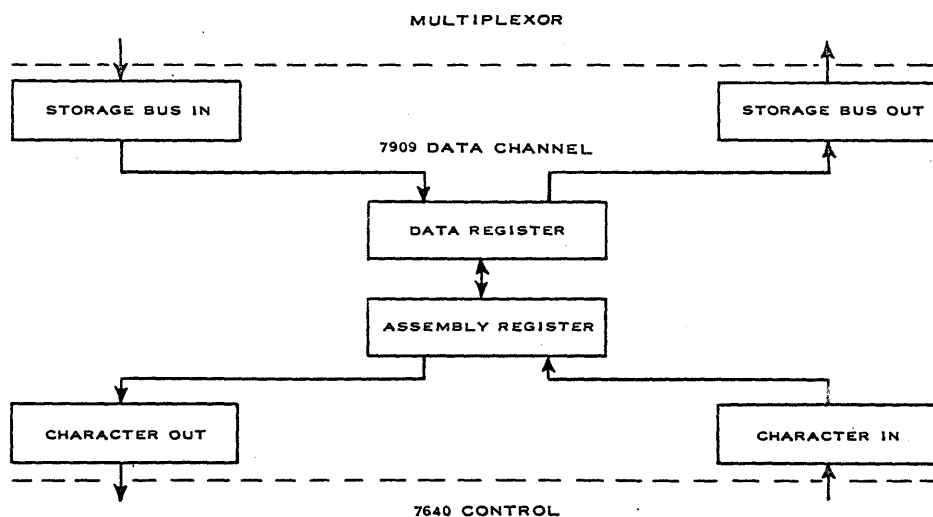 MULTIPLEXOR
STORAGE BUS IN
STORAGE BUS OUT
7909 DATA CHANNEL
DATA REGISTER
ASSEMBLY REGISTER
CHARACTER OUT
CHARACTER IN
7640 CONTROL